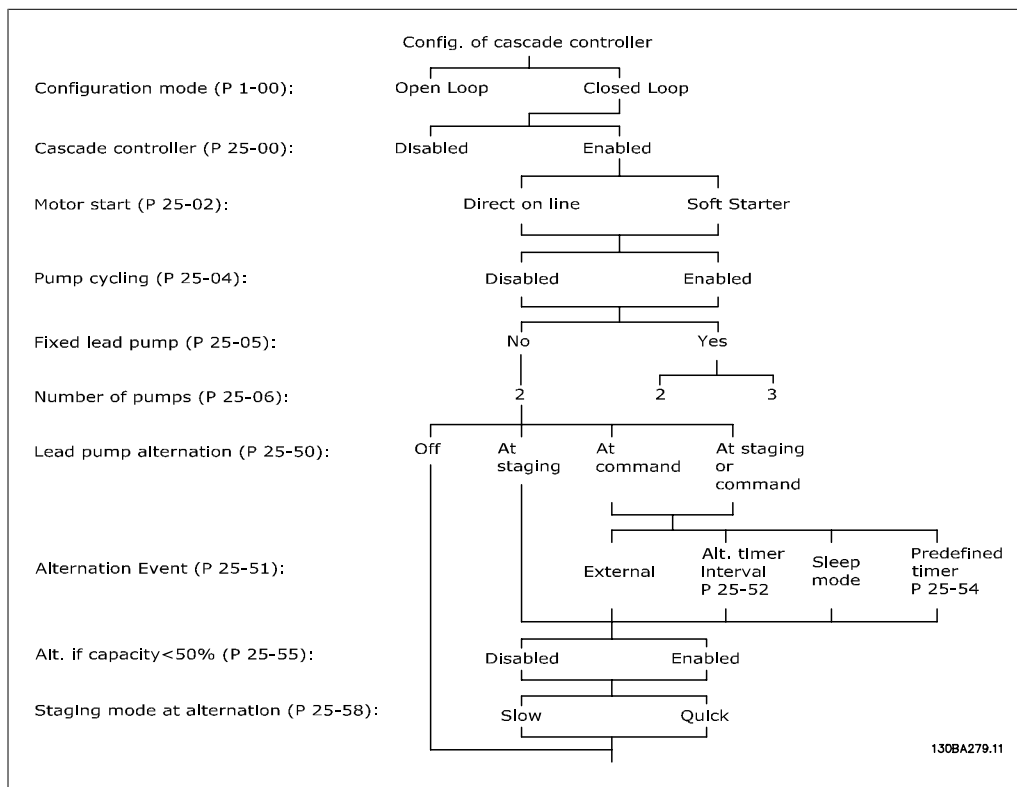 Config. of cascade controller
Configuration mode (P 1-00): Open Loop Closed Loop
Cascade controller (P 25-00): Disabled Enabled
Motor start (P 25-02): Direct on line Soft Starter
Pump cycling (P 25-04): Disabled Enabled
Fixed lead pump (P 25-05): No Yes
Number of pumps (P 25-06): 2 2 3
Lead pump alternation (P 25-50): Off At staging At command At staging or command
Alternation Event (P 25-51): External Alt. timer Interval P 25-52 Sleep mode Predefined timer P 25-54
Alt. if capacity<50% (P 25-55): Disabled Enabled
Staging mode at alternation (P 25-58): Slow Quick
130BA279.11